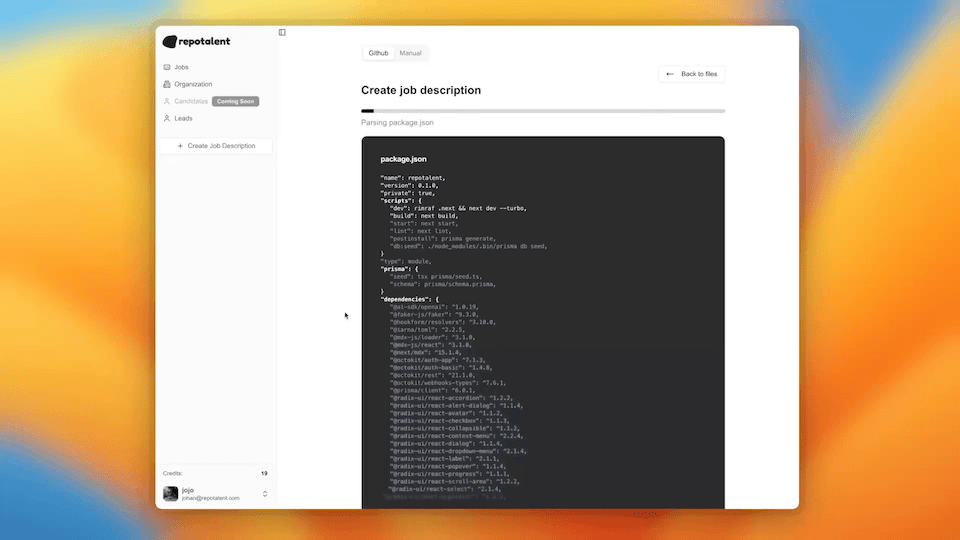 repotalent
Jobs
Organization
Candidates Coming Soon
Leads
+ Create Job Description
Credits: 19
jojo
johan@repotalent.com
Github Manual
← Back to files
Create job description
Parsing package.json
package.json
"name": repotalent,
"version": 0.1.0,
"private": true,
"scripts": {
"dev": rimraf .next && next dev --turbo,
"build": next build,
"start": next start,
"lint": next lint,
"postinstall": prisma generate,
"db:seed": ./node_modules/.bin/prisma db seed,
}
"type": module,
"prisma": {
"seed": tsx prisma/seed.ts,
"schema": prisma/schema.prisma,
}
"dependencies": {
"@ai-sdk/openai": ^1.0.19,
"@faker-js/faker": ^9.3.0,
"@hookform/resolvers": ^3.10.0,
"@iarna/toml": ^2.2.5,
"@mdx-js/loader": ^3.1.0,
"@mdx-js/react": ^3.1.0,
"@next/mdx": ^15.1.4,
"@octokit/auth-app": ^7.1.3,
"@octokit/auth-basic": ^1.4.8,
"@octokit/rest": ^21.1.0,
"@octokit/webhooks-types": ^7.6.1,
"@prisma/client": ^6.0.1,
"@radix-ui/react-accordion": ^1.2.2,
"@radix-ui/react-alert-dialog": ^1.1.4,
"@radix-ui/react-avatar": ^1.1.2,
"@radix-ui/react-checkbox": ^1.1.3,
"@radix-ui/react-collapsible": ^1.1.2,
"@radix-ui/react-context-menu": ^2.2.4,
"@radix-ui/react-dialog": ^1.1.4,
"@radix-ui/react-dropdown-menu": ^2.1.4,
"@radix-ui/react-label": ^2.1.1,
"@radix-ui/react-popover": ^1.1.4,
"@radix-ui/react-progress": ^1.1.1,
"@radix-ui/react-scroll-area": ^1.2.2,
"@radix-ui/react-select": ^2.1.4,